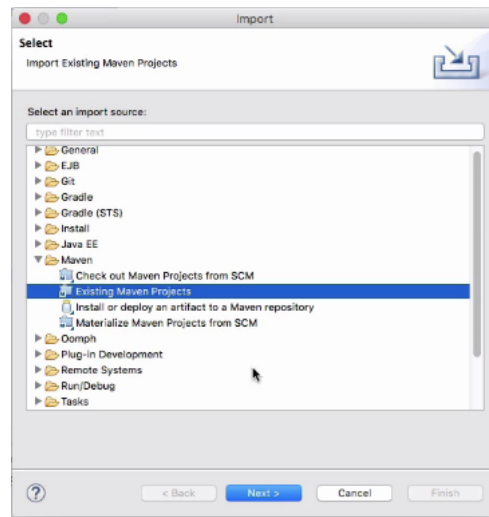 Import
Select
Import Existing Maven Projects
Select an import source:
type filter text
General
EJB
Git
Gradle
Gradle (STS)
Install
Java EE
Maven
Check out Maven Projects from SCM
Existing Maven Projects
Install or deploy an artifact to a Maven repository
Materialize Maven Projects from SCM
Oomph
Plug-in Development
Remote Systems
Run/Debug
Tasks
? < Back Next > Cancel Finish